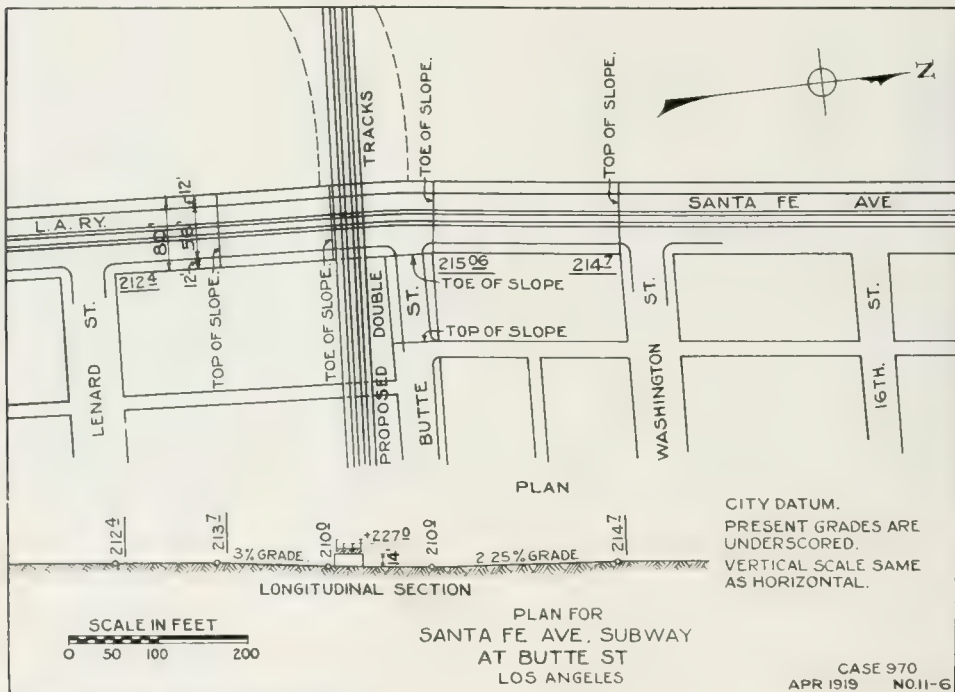 TRACKS
TOE OF SLOPE.
TOP OF SLOPE.
Z
L.A. RY.
80'
56'
12'
12'
SANTA FE AVE
212 4
TOP OF SLOPE.
TOE OF SLOPE.
215 06
214 7
TOE OF SLOPE
TOP OF SLOPE
LENARD ST.
PROPOSED DOUBLE
BUTTE ST.
WASHINGTON ST.
16TH. ST.
PLAN
212 4
213 7
3% GRADE
210 0
+227 0
14'
210 0
2.25% GRADE
214 7
LONGITUDINAL SECTION
CITY DATUM.
PRESENT GRADES ARE
UNDERSCORED.
VERTICAL SCALE SAME
AS HORIZONTAL.
SCALE IN FEET
0 50 100 200
PLAN FOR
SANTA FE AVE. SUBWAY
AT BUTTE ST
LOS ANGELES
CASE 970
APR 1919 NO.11-6